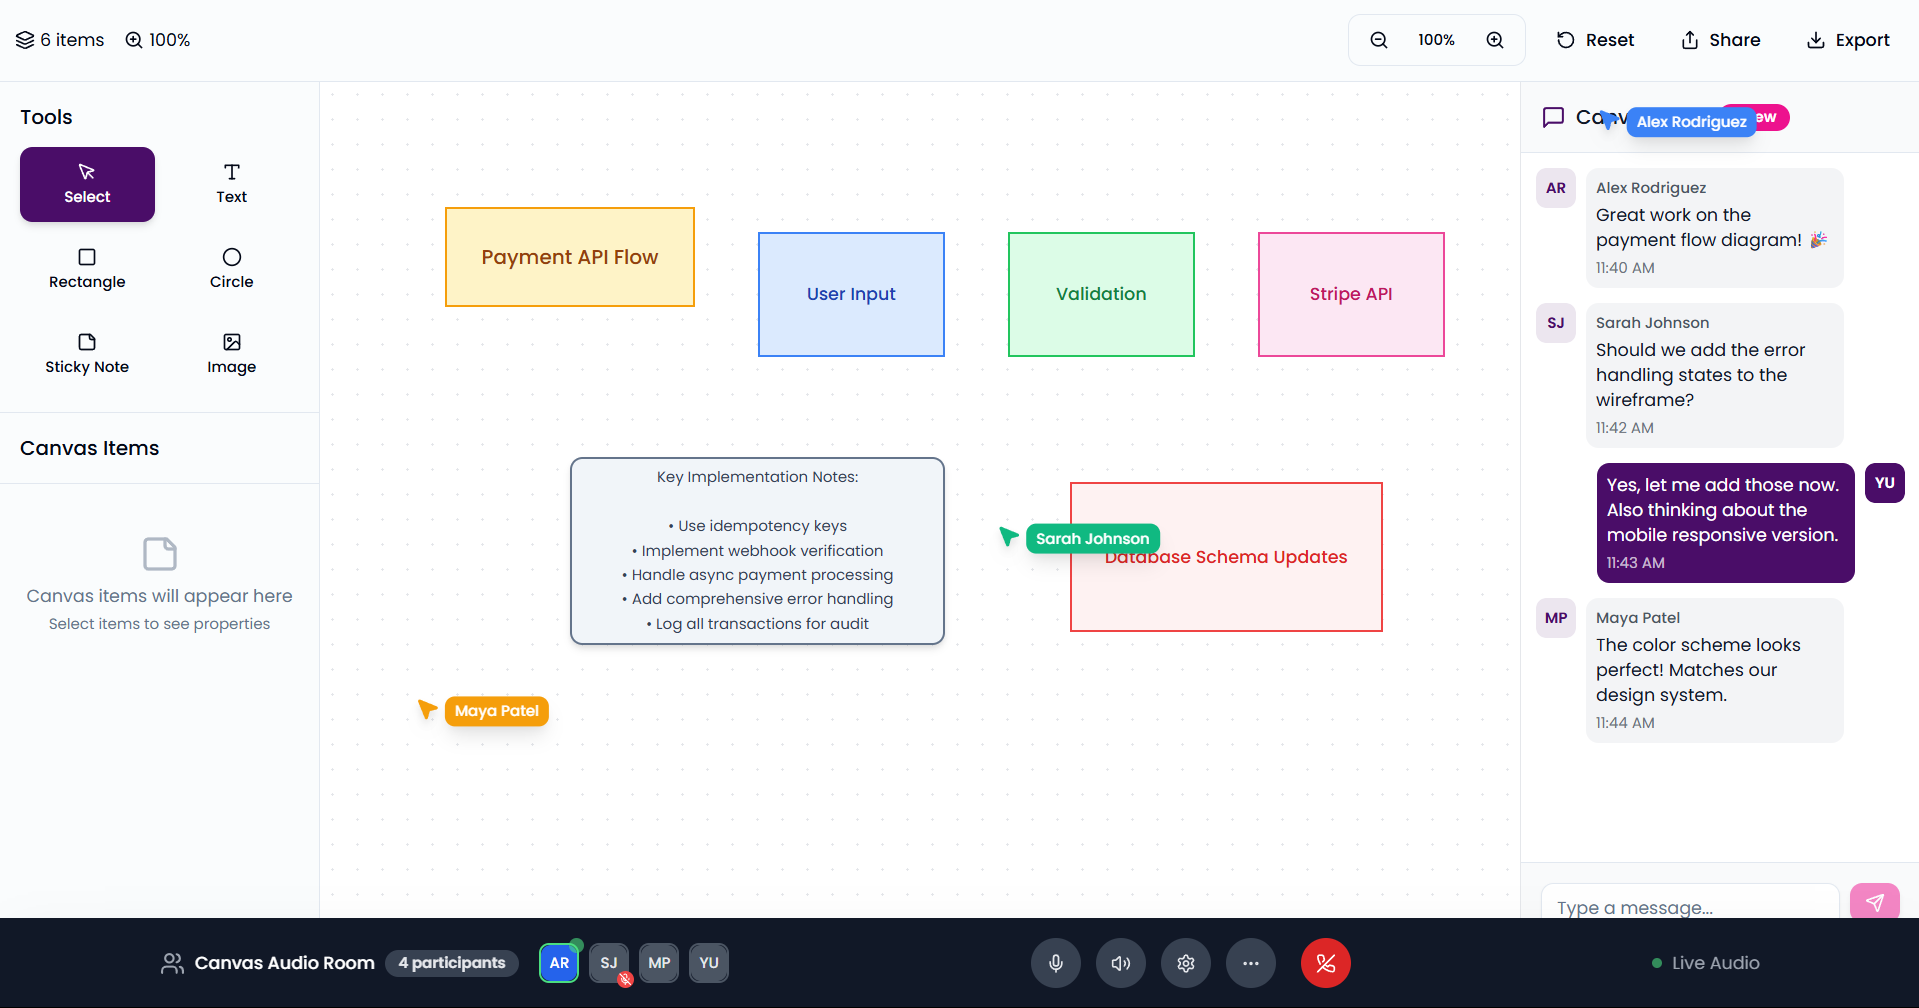 6 items
100%
100%
Reset
Share
Export
Tools
Select
Text
Rectangle
Circle
Sticky Note
Image
Canvas Items
Canvas items will appear here
Select items to see properties
Payment API Flow
User Input
Validation
Stripe API
Key Implementation Notes:
• Use idempotency keys
• Implement webhook verification
• Handle async payment processing
• Add comprehensive error handling
• Log all transactions for audit
Sarah Johnson
Database Schema Updates
Maya Patel
Alex Rodriguez
AR
Alex Rodriguez
Great work on the
payment flow diagram! 🎉
11:40 AM
SJ
Sarah Johnson
Should we add the error
handling states to the
wireframe?
11:42 AM
Yes, let me add those now.
Also thinking about the
mobile responsive version.
11:43 AM
YU
MP
Maya Patel
The color scheme looks
perfect! Matches our
design system.
11:44 AM
Type a message...
Canvas Audio Room
4 participants
AR
SJ
MP
YU
Live Audio